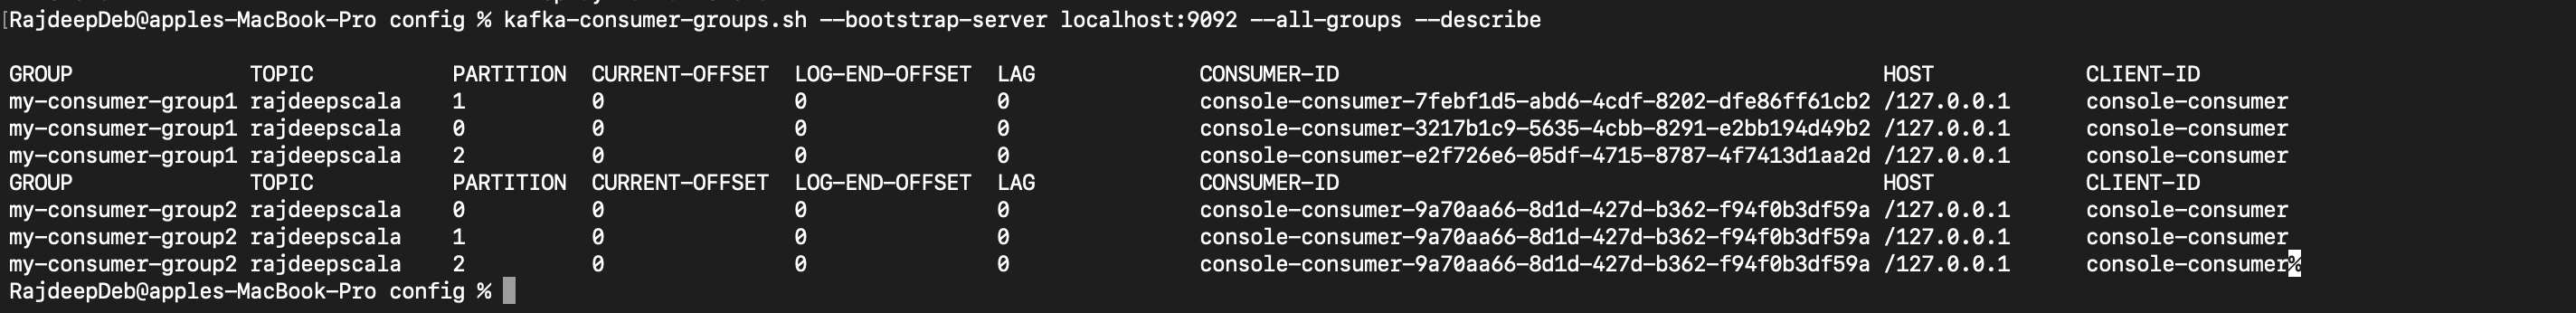 [RajdeepDeb@apples-MacBook-Pro config % kafka-consumer-groups.sh --bootstrap-server localhost:9092 --all-groups --describe
GROUP TOPIC PARTITION CURRENT-OFFSET LOG-END-OFFSET LAG CONSUMER-ID HOST CLIENT-ID
my-consumer-group1 rajdeepscala 1 0 0 0 console-consumer-7febf1d5-abd6-4cdf-8202-dfe86ff61cb2 /127.0.0.1 console-consumer
my-consumer-group1 rajdeepscala 0 0 0 0 console-consumer-3217b1c9-5635-4cbb-8291-e2bb194d49b2 /127.0.0.1 console-consumer
my-consumer-group1 rajdeepscala 2 0 0 0 console-consumer-e2f726e6-05df-4715-8787-4f7413d1aa2d /127.0.0.1 console-consumer
GROUP TOPIC PARTITION CURRENT-OFFSET LOG-END-OFFSET LAG CONSUMER-ID HOST CLIENT-ID
my-consumer-group2 rajdeepscala 0 0 0 0 console-consumer-9a70aa66-8d1d-427d-b362-f94f0b3df59a /127.0.0.1 console-consumer
my-consumer-group2 rajdeepscala 1 0 0 0 console-consumer-9a70aa66-8d1d-427d-b362-f94f0b3df59a /127.0.0.1 console-consumer
my-consumer-group2 rajdeepscala 2 0 0 0 console-consumer-9a70aa66-8d1d-427d-b362-f94f0b3df59a /127.0.0.1 console-consumer%
RajdeepDeb@apples-MacBook-Pro config %